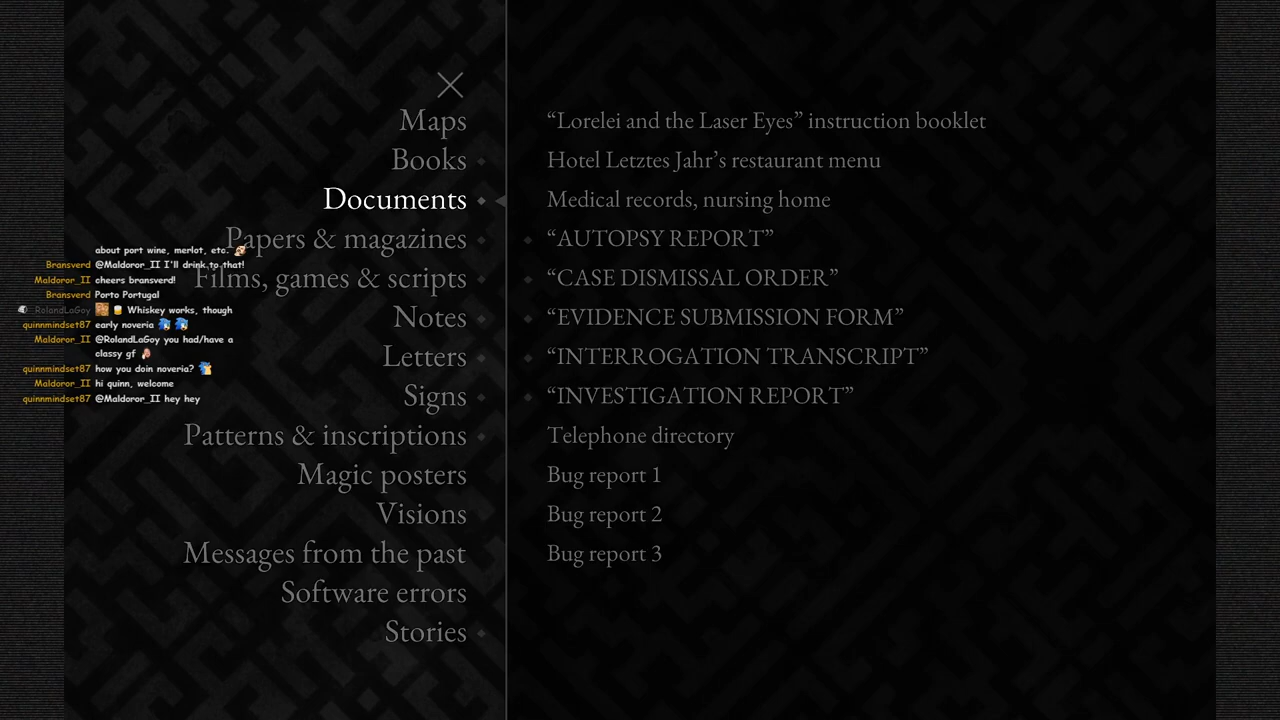 Maps
Books
Documents
Papers & magazines
Films, games & scripts
Notes
Letters
Signs
Patterns & inscriptions
Magic posters
Visions
Messages from the past
Software errors
Stories
“Lorelei and the Laser Eyes” instruction booklet
Hotel Letztes Jahr’s restaurant menu
Medical records, nursing home
“AUTOPSY REPORT”
“CASE DISMISSAL ORDER”
“EVIDENCE SUBMISSION FORM”
“INTERROGATION TRANSCRIPT”
“INVESTIGATION REPORT”
Telephone directory
Bug report 1
Bug report 2
Bug report 3
about port wine, merlot, etc.
Bransverd @Maldoror_II I'll drink to that!
Maldoror_II cheers bransverd!
Bransverd Porto Portugal
RolandLaGoy Whiskey works, though
quinnmindset87 early noveria
Maldoror_II @RolandLaGoy you had/have a
classy gf
quinnmindset87 how you doin noveria?
Maldoror_II hi quinn, welcome
quinnmindset87 @Maldoror_II hey hey